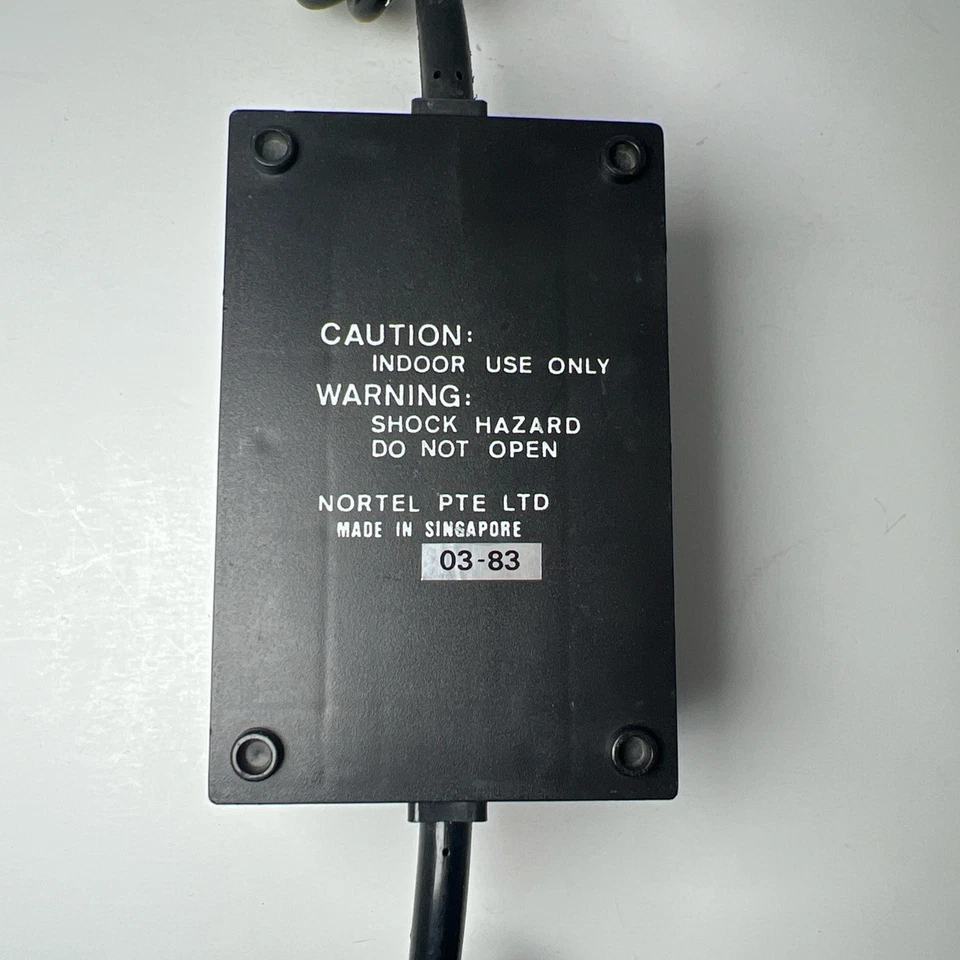 CAUTION:
INDOOR USE ONLY
WARNING:
SHOCK HAZARD
DO NOT OPEN
NORTEL PTE LTD
MADE IN SINGAPORE
03-83